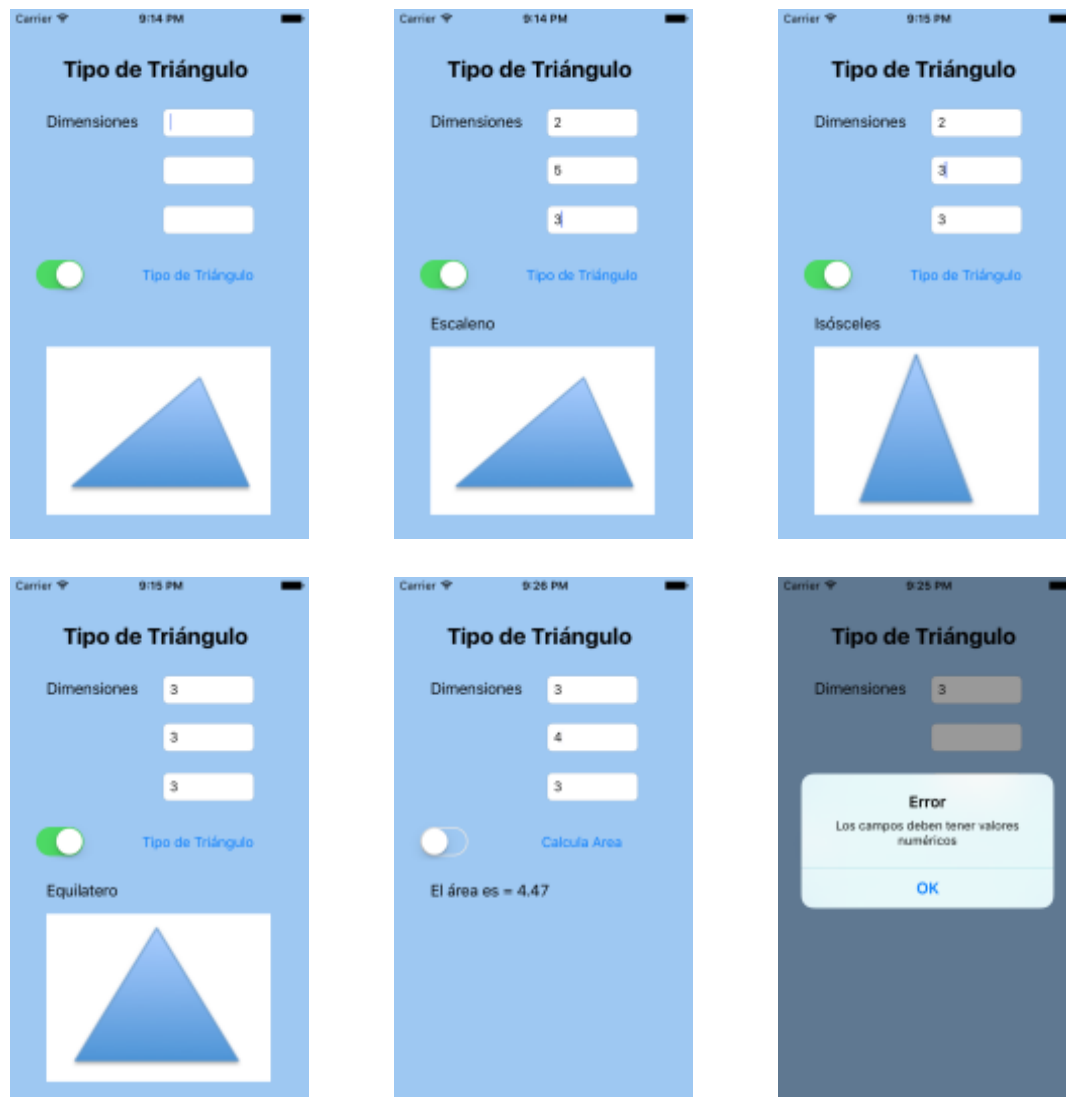 Carrier 9:14 PM
Tipo de Triángulo
Dimensiones
Tipo de Triángulo
Carrier 9:14 PM
Tipo de Triángulo
Dimensiones 2
5
3
Tipo de Triángulo
Escaleno
Carrier 9:15 PM
Tipo de Triángulo
Dimensiones 2
3
3
Tipo de Triángulo
Isósceles
Carrier 9:15 PM
Tipo de Triángulo
Dimensiones 3
3
3
Tipo de Triángulo
Equilatero
Carrier 9:26 PM
Tipo de Triángulo
Dimensiones 3
4
3
Calcula Area
El área es = 4.47
Carrier 9:25 PM
Tipo de Triángulo
Dimensiones 3
Error
Los campos deben tener valores
numéricos
OK